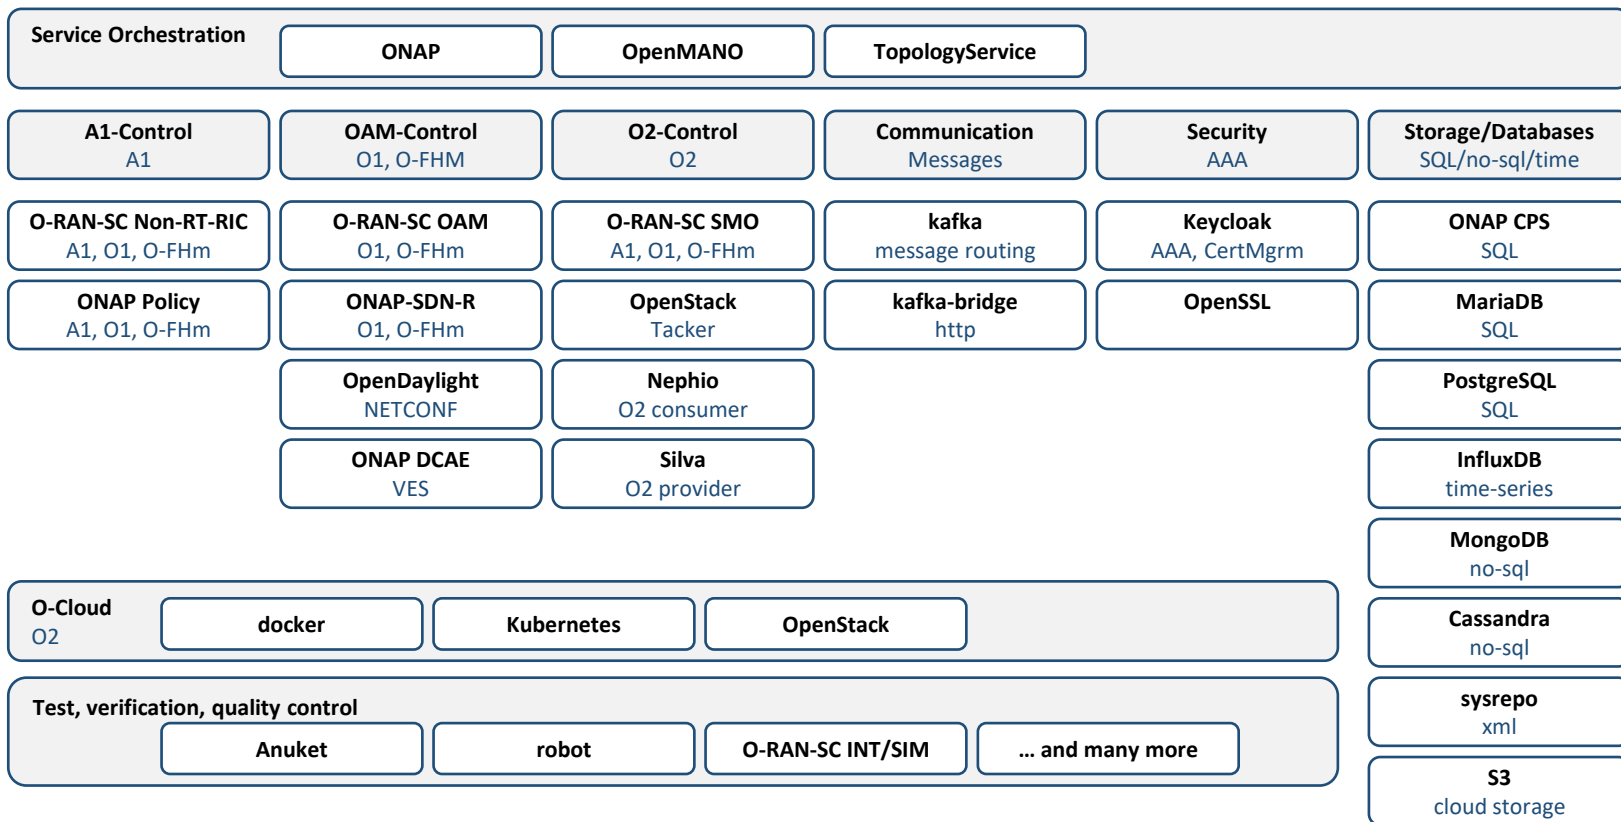 Service Orchestration
ONAP
OpenMANO
TopologyService
A1-Control
A1
OAM-Control
O1, O-FHM
O2-Control
O2
Communication
Messages
Security
AAA
Storage/Databases
SQL/no-sql/time
O-RAN-SC Non-RT-RIC
A1, O1, O-FHm
O-RAN-SC OAM
O1, O-FHm
O-RAN-SC SMO
A1, O1, O-FHm
kafka
message routing
Keycloak
AAA, CertMgrm
ONAP CPS
SQL
ONAP Policy
A1, O1, O-FHm
ONAP-SDN-R
O1, O-FHm
OpenStack
Tacker
kafka-bridge
http
OpenSSL
MariaDB
SQL
OpenDaylight
NETCONF
Nephio
O2 consumer
PostgreSQL
SQL
ONAP DCAE
VES
Silva
O2 provider
InfluxDB
time-series
MongoDB
no-sql
O-Cloud
O2
docker
Kubernetes
OpenStack
Cassandra
no-sql
Test, verification, quality control
Anuket
robot
O-RAN-SC INT/SIM
... and many more
sysrepo
xml
S3
cloud storage